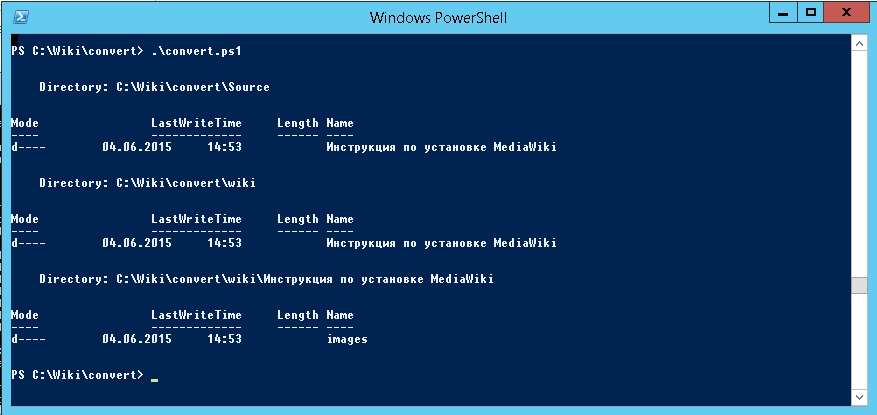 Windows PowerShell
PS C:\Wiki\convert> .\convert.ps1
Directory: C:\Wiki\convert\Source
Mode LastWriteTime Length Name
---- ------------- ------ ----
d---- 04.06.2015 14:53 Инструкция по установке MediaWiki
Directory: C:\Wiki\convert\wiki
Mode LastWriteTime Length Name
---- ------------- ------ ----
d---- 04.06.2015 14:53 Инструкция по установке MediaWiki
Directory: C:\Wiki\convert\wiki\Инструкция по установке MediaWiki
Mode LastWriteTime Length Name
---- ------------- ------ ----
d---- 04.06.2015 14:53 images
PS C:\Wiki\convert> _